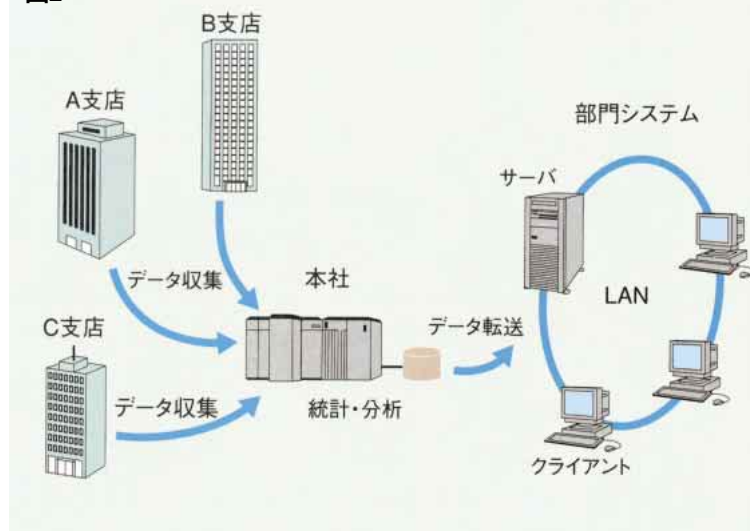 B支店
A支店
部門システム
サーバ
データ収集
本社
LAN
C支店
データ転送
データ収集
統計・分析
クライアント